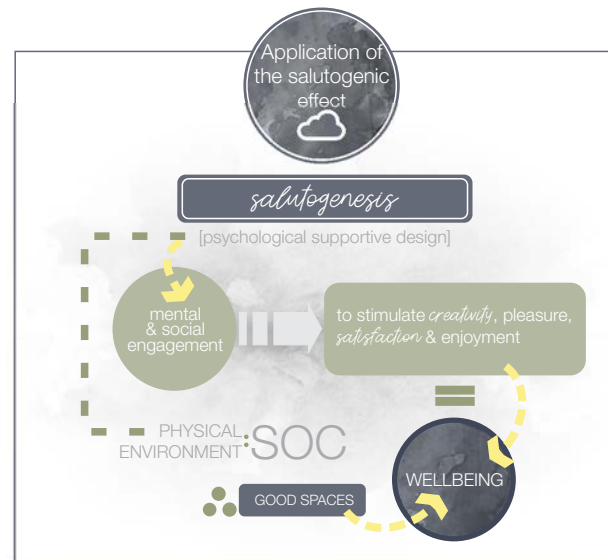 Application of
the salutogenic
effect
salutogenesis
[psychological supportive design]
mental
& social
engagement
to stimulate creativity, pleasure,
satisfaction & enjoyment
PHYSICAL
ENVIRONMENT:SOC
WELLBEING
GOOD SPACES